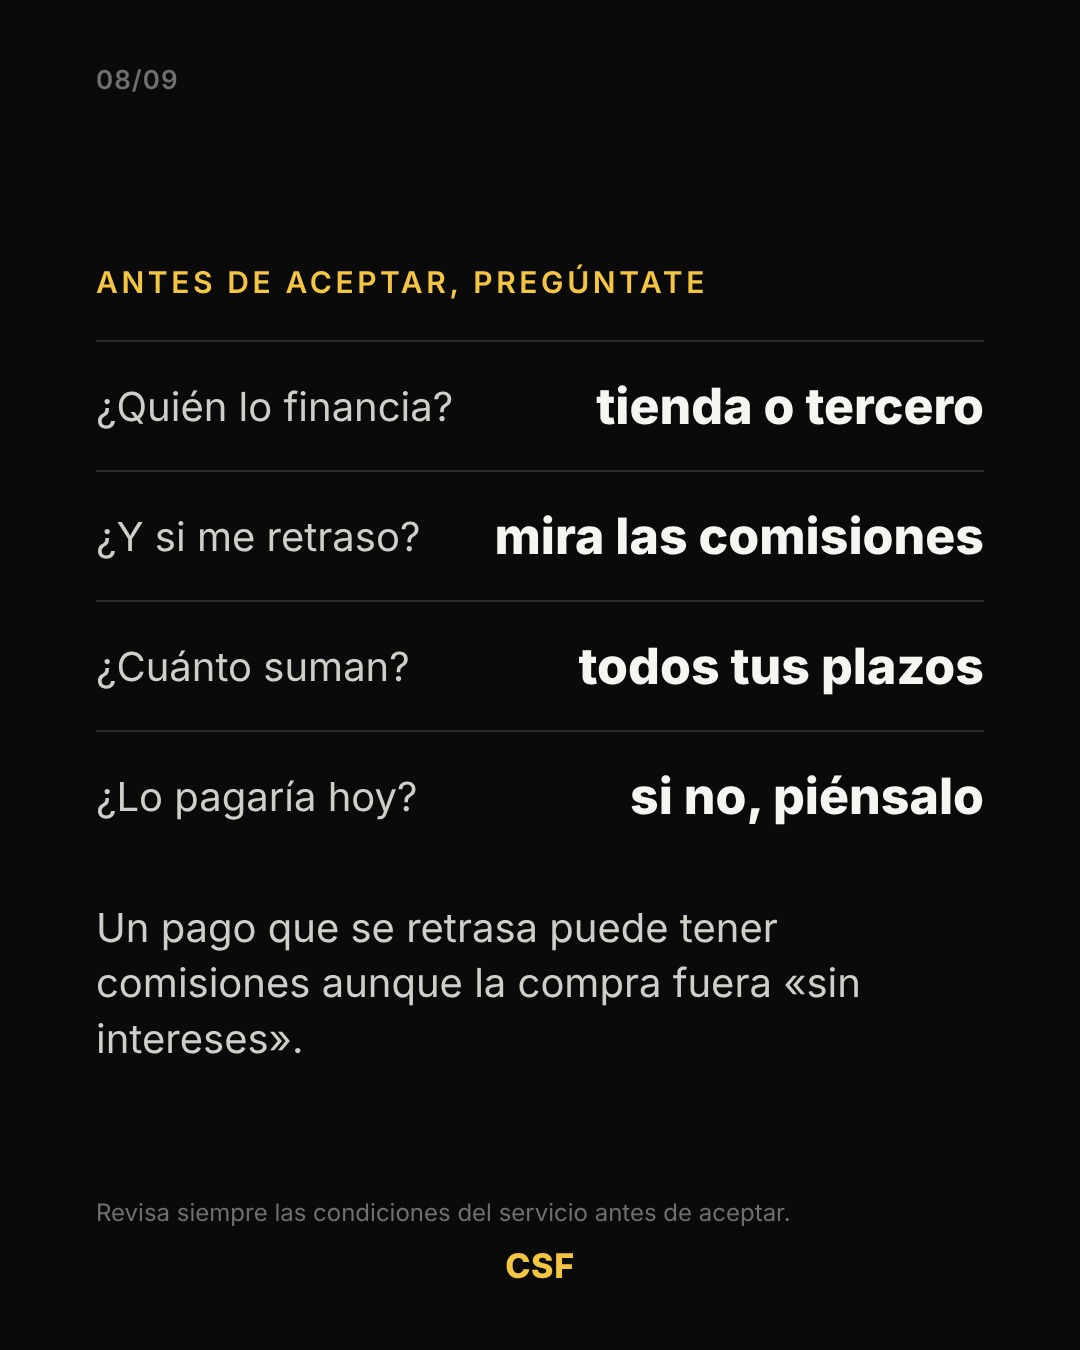 08/09
ANTES DE ACEPTAR, PREGÚNTATE
¿Quién lo financia? tienda o tercero
¿Y si me retraso? mira las comisiones
¿Cuánto suman? todos tus plazos
¿Lo pagaría hoy? si no, piénsalo
Un pago que se retrasa puede tener
comisiones aunque la compra fuera «sin
intereses».
Revisa siempre las condiciones del servicio antes de aceptar.
CSF